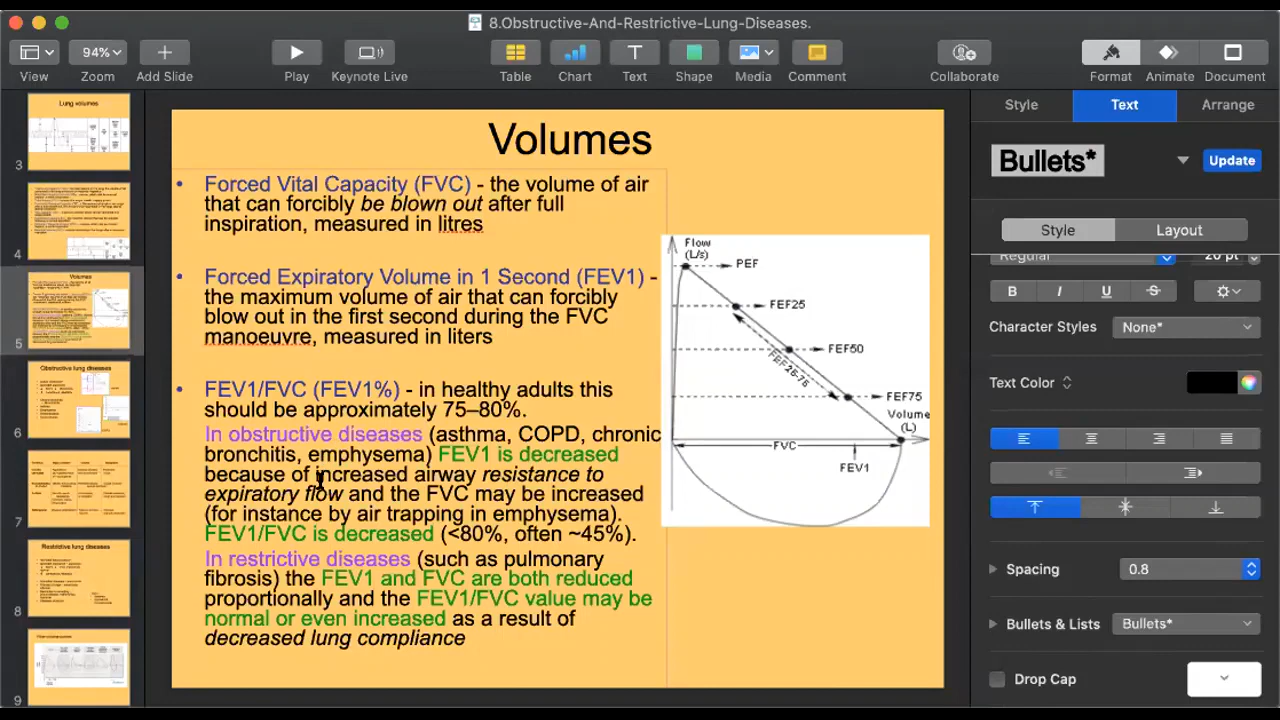 8.Obstructive-And-Restrictive-Lung-Diseases.
94%
View
Zoom
Add Slide
Play
Keynote Live
Table
Chart
Text
Shape
Media
Comment
Collaborate
Format
Animate
Document
Style
Text
Arrange
Bullets*
Update
Style
Layout
Regular
20 pt
B I U S
Character Styles
None*
Text Color
Spacing
0.8
Bullets & Lists
Bullets*
Drop Cap
Lung volumes
3
4
Volumes
5
Obstructive lung diseases
6
7
Restrictive lung diseases
8
9
Volumes
• Forced Vital Capacity (FVC) - the volume of air
that can forcibly be blown out after full
inspiration, measured in litres
• Forced Expiratory Volume in 1 Second (FEV1) -
the maximum volume of air that can forcibly
blow out in the first second during the FVC
manoeuvre, measured in liters
• FEV1/FVC (FEV1%) - in healthy adults this
should be approximately 75–80%.
In obstructive diseases (asthma, COPD, chronic
bronchitis, emphysema) FEV1 is decreased
because of increased airway resistance to
expiratory flow and the FVC may be increased
(for instance by air trapping in emphysema).
FEV1/FVC is decreased (<80%, often ~45%).
In restrictive diseases (such as pulmonary
fibrosis) the FEV1 and FVC are both reduced
proportionally and the FEV1/FVC value may be
normal or even increased as a result of
decreased lung compliance
Flow
(L/s)
PEF
FEF25
FEF50
FEF25-75
FEF75
Volume
(L)
FVC
FEV1